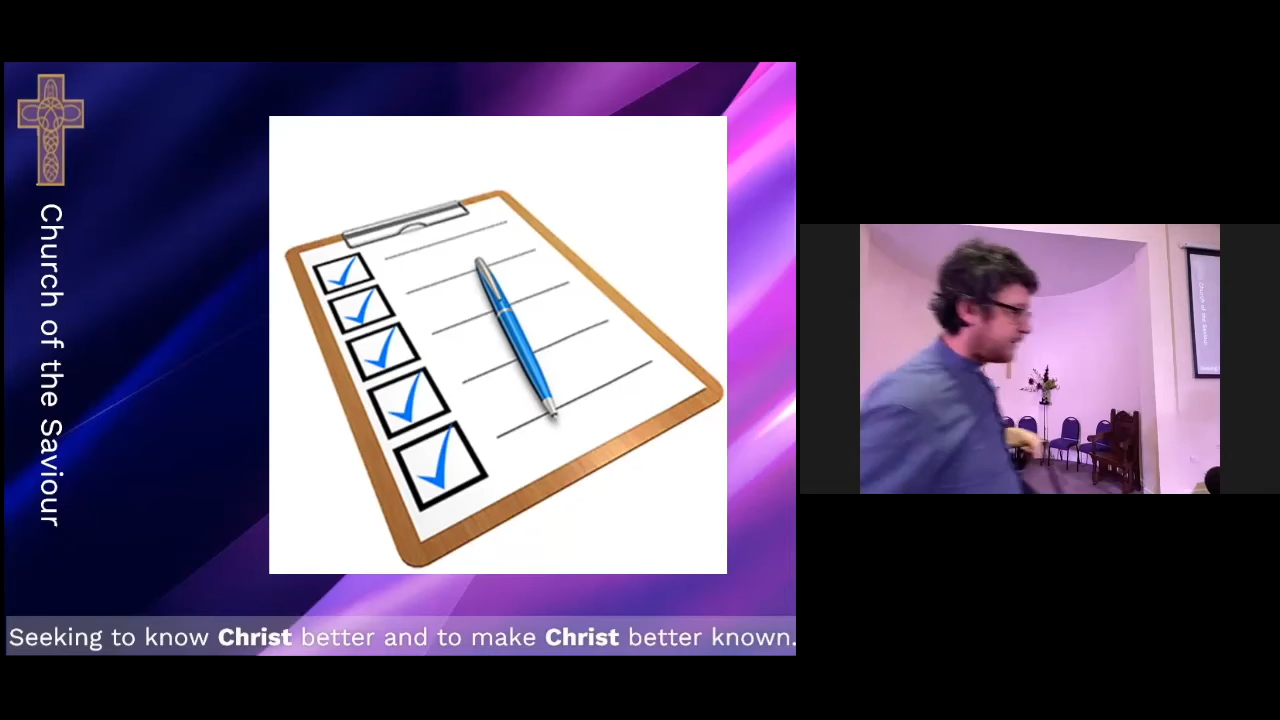 Church of the Saviour
Seeking to know Christ better and to make Christ better known.